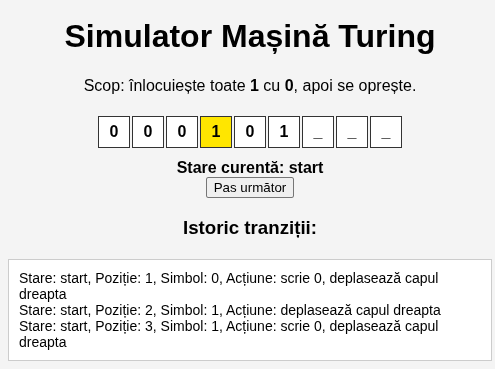 Simulator Mașină Turing
Scop: înlocuiește toate 1 cu 0, apoi se oprește.
0 0 0 1 0 1 _ _ _
Stare curentă: start
Pas următor
Istoric tranziții:
Stare: start, Poziție: 1, Simbol: 0, Acțiune: scrie 0, deplasează capul
dreapta
Stare: start, Poziție: 2, Simbol: 1, Acțiune: deplasează capul dreapta
Stare: start, Poziție: 3, Simbol: 1, Acțiune: scrie 0, deplasează capul
dreapta